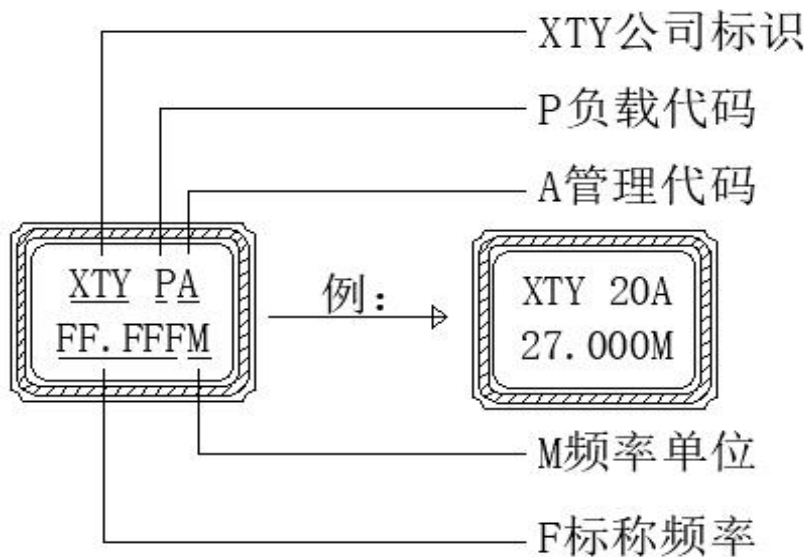 XTY公司标识
P负载代码
A管理代码
XTY PA
FF.FFFM
例：
XTY 20A
27.000M
M频率单位
F标称频率